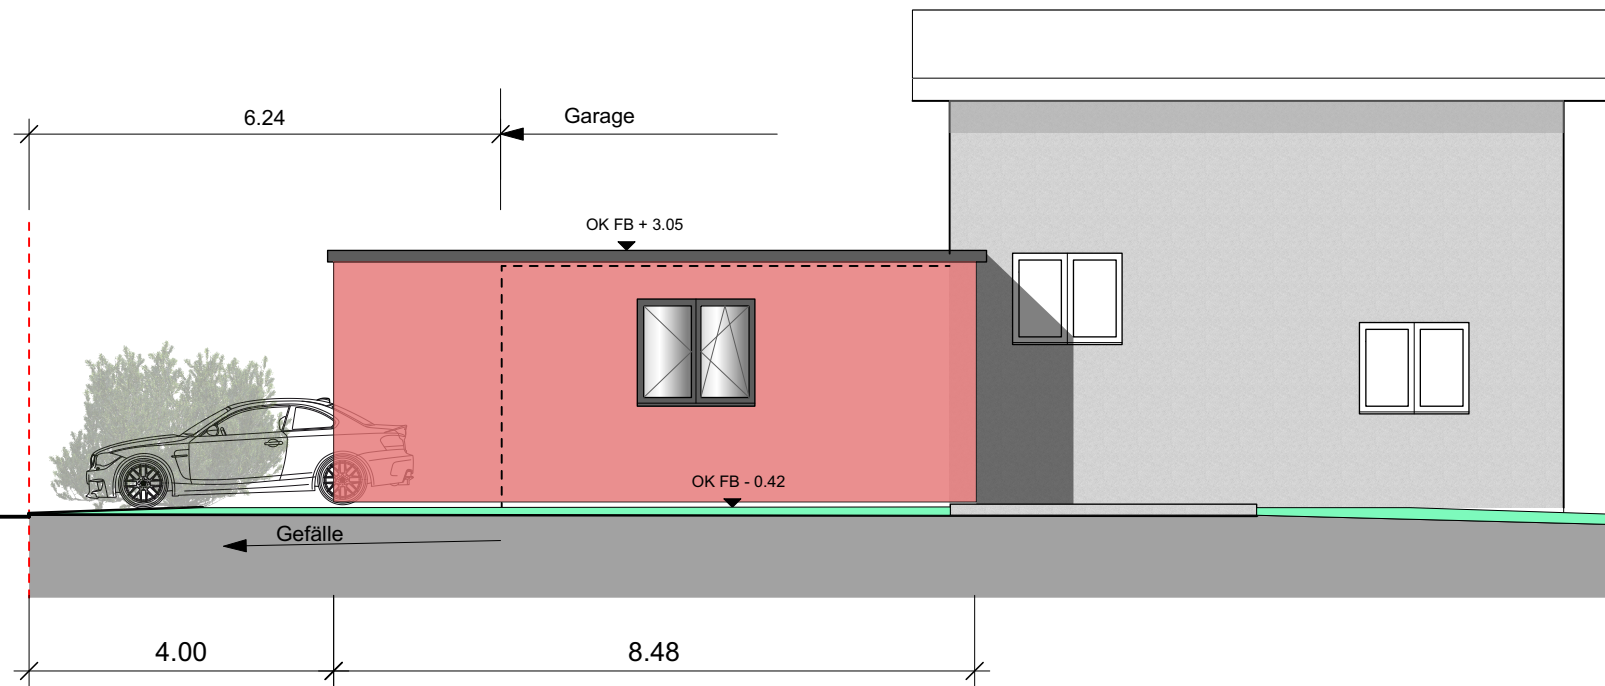 6.24
Garage
OK FB + 3.05
OK FB - 0.42
Gefälle
4.00
8.48